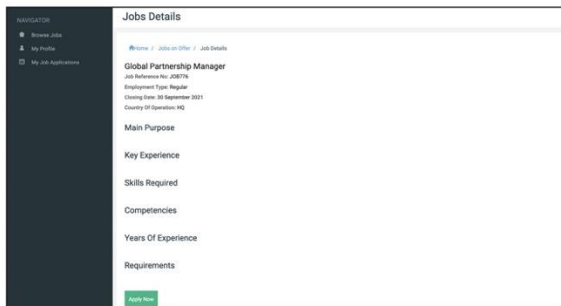 NAVIGATOR
Browse Jobs
My Profile
My Job Applications
Jobs Details
Home / Jobs on Offer / Job Details
Global Partnership Manager
Job Reference No: JOB776
Employment Type: Regular
Closing Date: 30 September 2021
Country Of Operation: HQ
Main Purpose
Key Experience
Skills Required
Competencies
Years Of Experience
Requirements
Apply Now